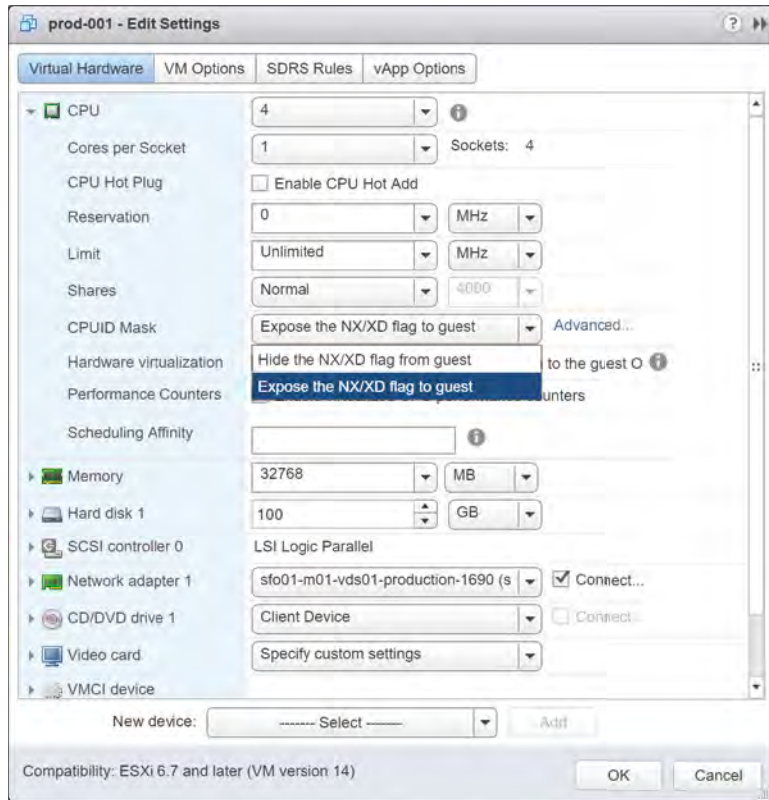 prod-001 - Edit Settings ?
Virtual Hardware VM Options SDRS Rules vApp Options
CPU 4
Cores per Socket 1 Sockets: 4
CPU Hot Plug Enable CPU Hot Add
Reservation 0 MHz
Limit Unlimited MHz
Shares Normal 4000
CPUID Mask Expose the NX/XD flag to guest Advanced...
Hide the NX/XD flag from guest
Hardware virtualization to the guest O
Expose the NX/XD flag to guest
Performance Counters counters
Scheduling Affinity
Memory 32768 MB
Hard disk 1 100 GB
SCSI controller 0 LSI Logic Parallel
Network adapter 1 sfo01-m01-vds01-production-1690 (s Connect...
CD/DVD drive 1 Client Device Connect...
Video card Specify custom settings
VMCI device
New device: ------- Select ------- Add
Compatibility: ESXi 6.7 and later (VM version 14) OK Cancel